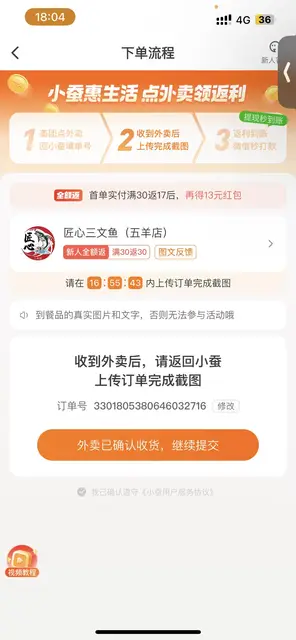 18:04
4G 36
下单流程
小蚕惠生活 点外卖领返利
提现秒到账
1 美团点外卖
回小蚕填单号
2 收到外卖后
上传完成截图
3 返利到账
微信秒打款
全额返 首单实付满30返17后，再得13元红包
匠心
匠心三文鱼（五羊店）
新人全额返 满30返30 图文反馈
请在 16:55:43 内上传订单完成截图
到餐品的真实图片和文字，否则无法参与活动哦
收到外卖后，请返回小蚕
上传订单完成截图
订单号 3301805380646032716 修改
外卖已确认收货，继续提交
我已确认遵守《小蚕用户服务协议》
视频教程